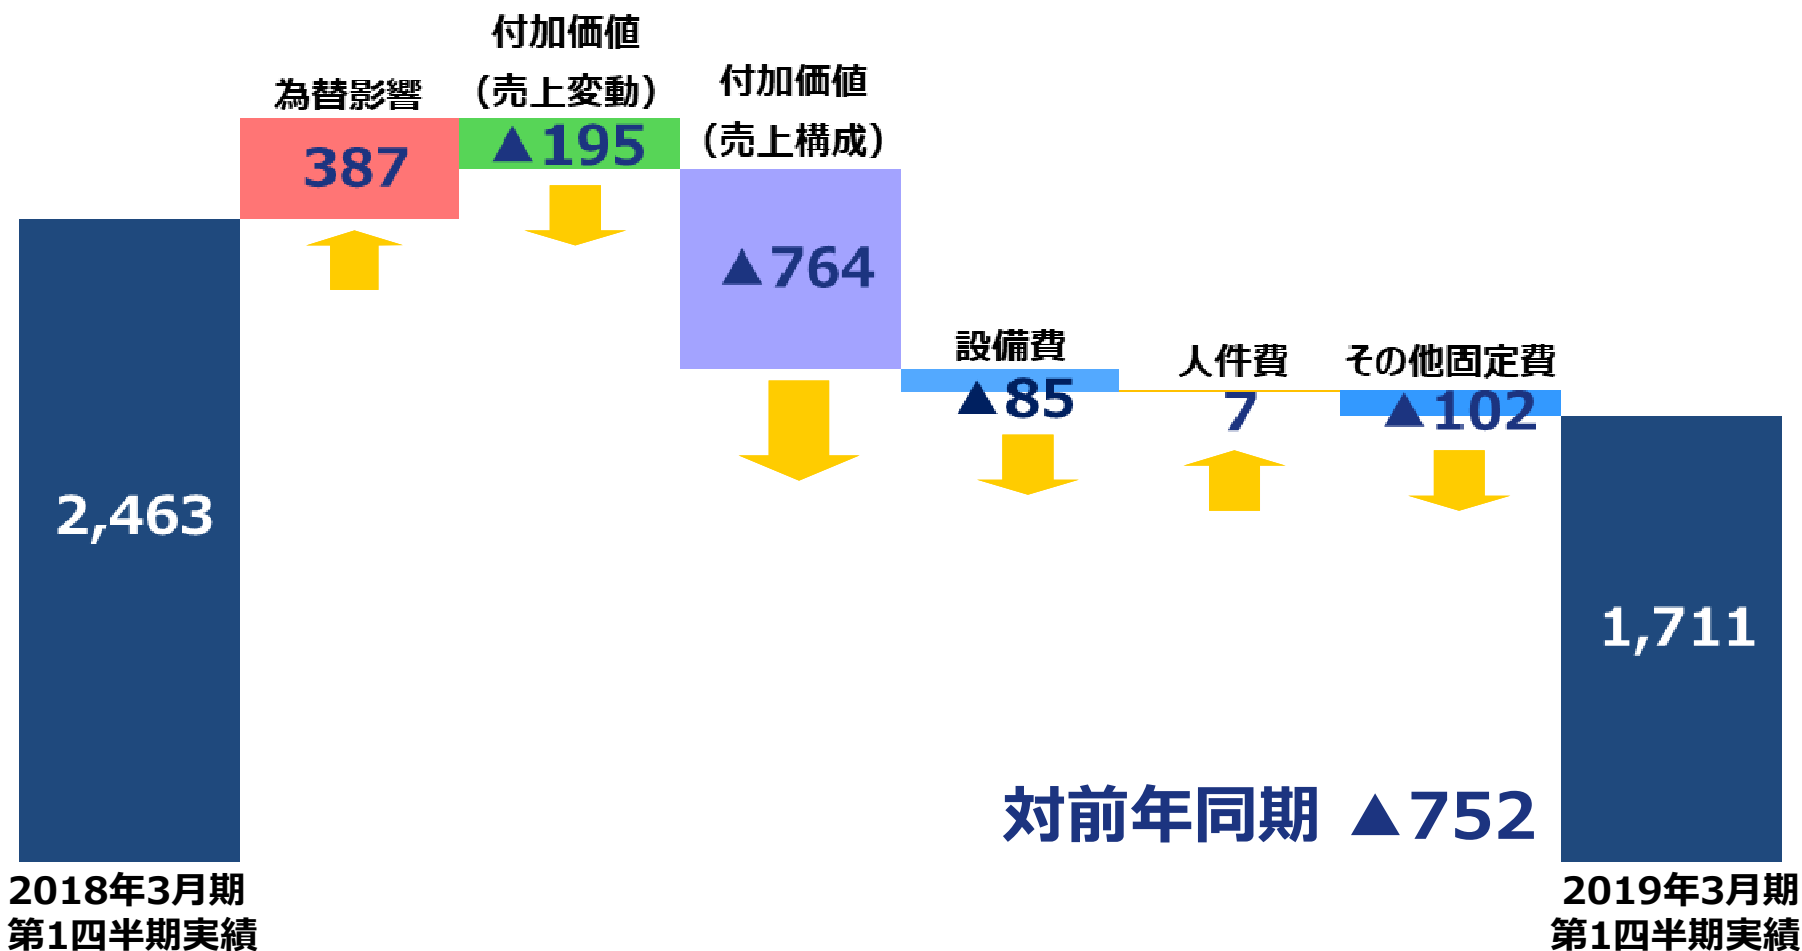 付加価値
(売上変動)
為替影響
付加価値
(売上構成)
387
▲195
▲764
設備費
▲85
人件費
7
その他固定費
▲102
2,463
1,711
対前年同期 ▲752
2018年3月期
第1四半期実績
2019年3月期
第1四半期実績